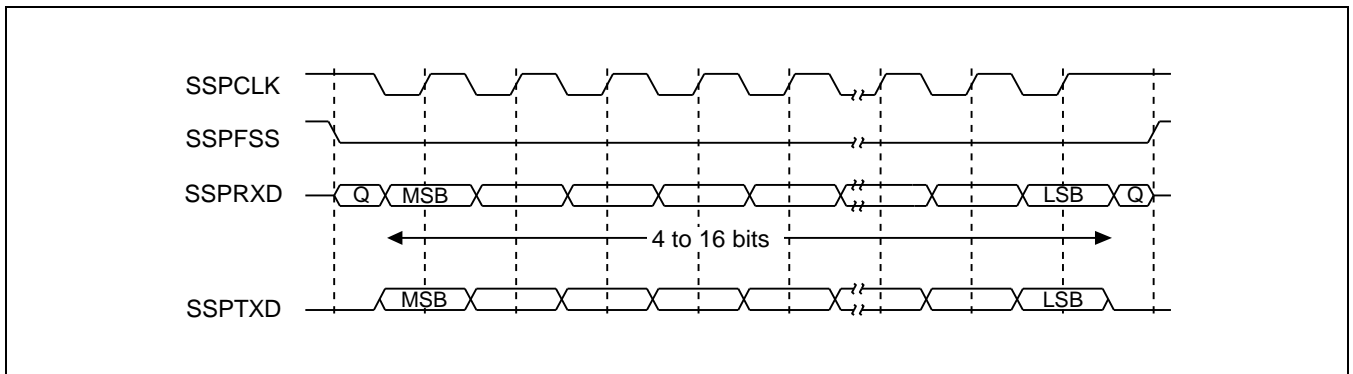 SSPCLK
SSPFSS
SSPRXD Q MSB LSB Q
4 to 16 bits
SSPTXD MSB LSB